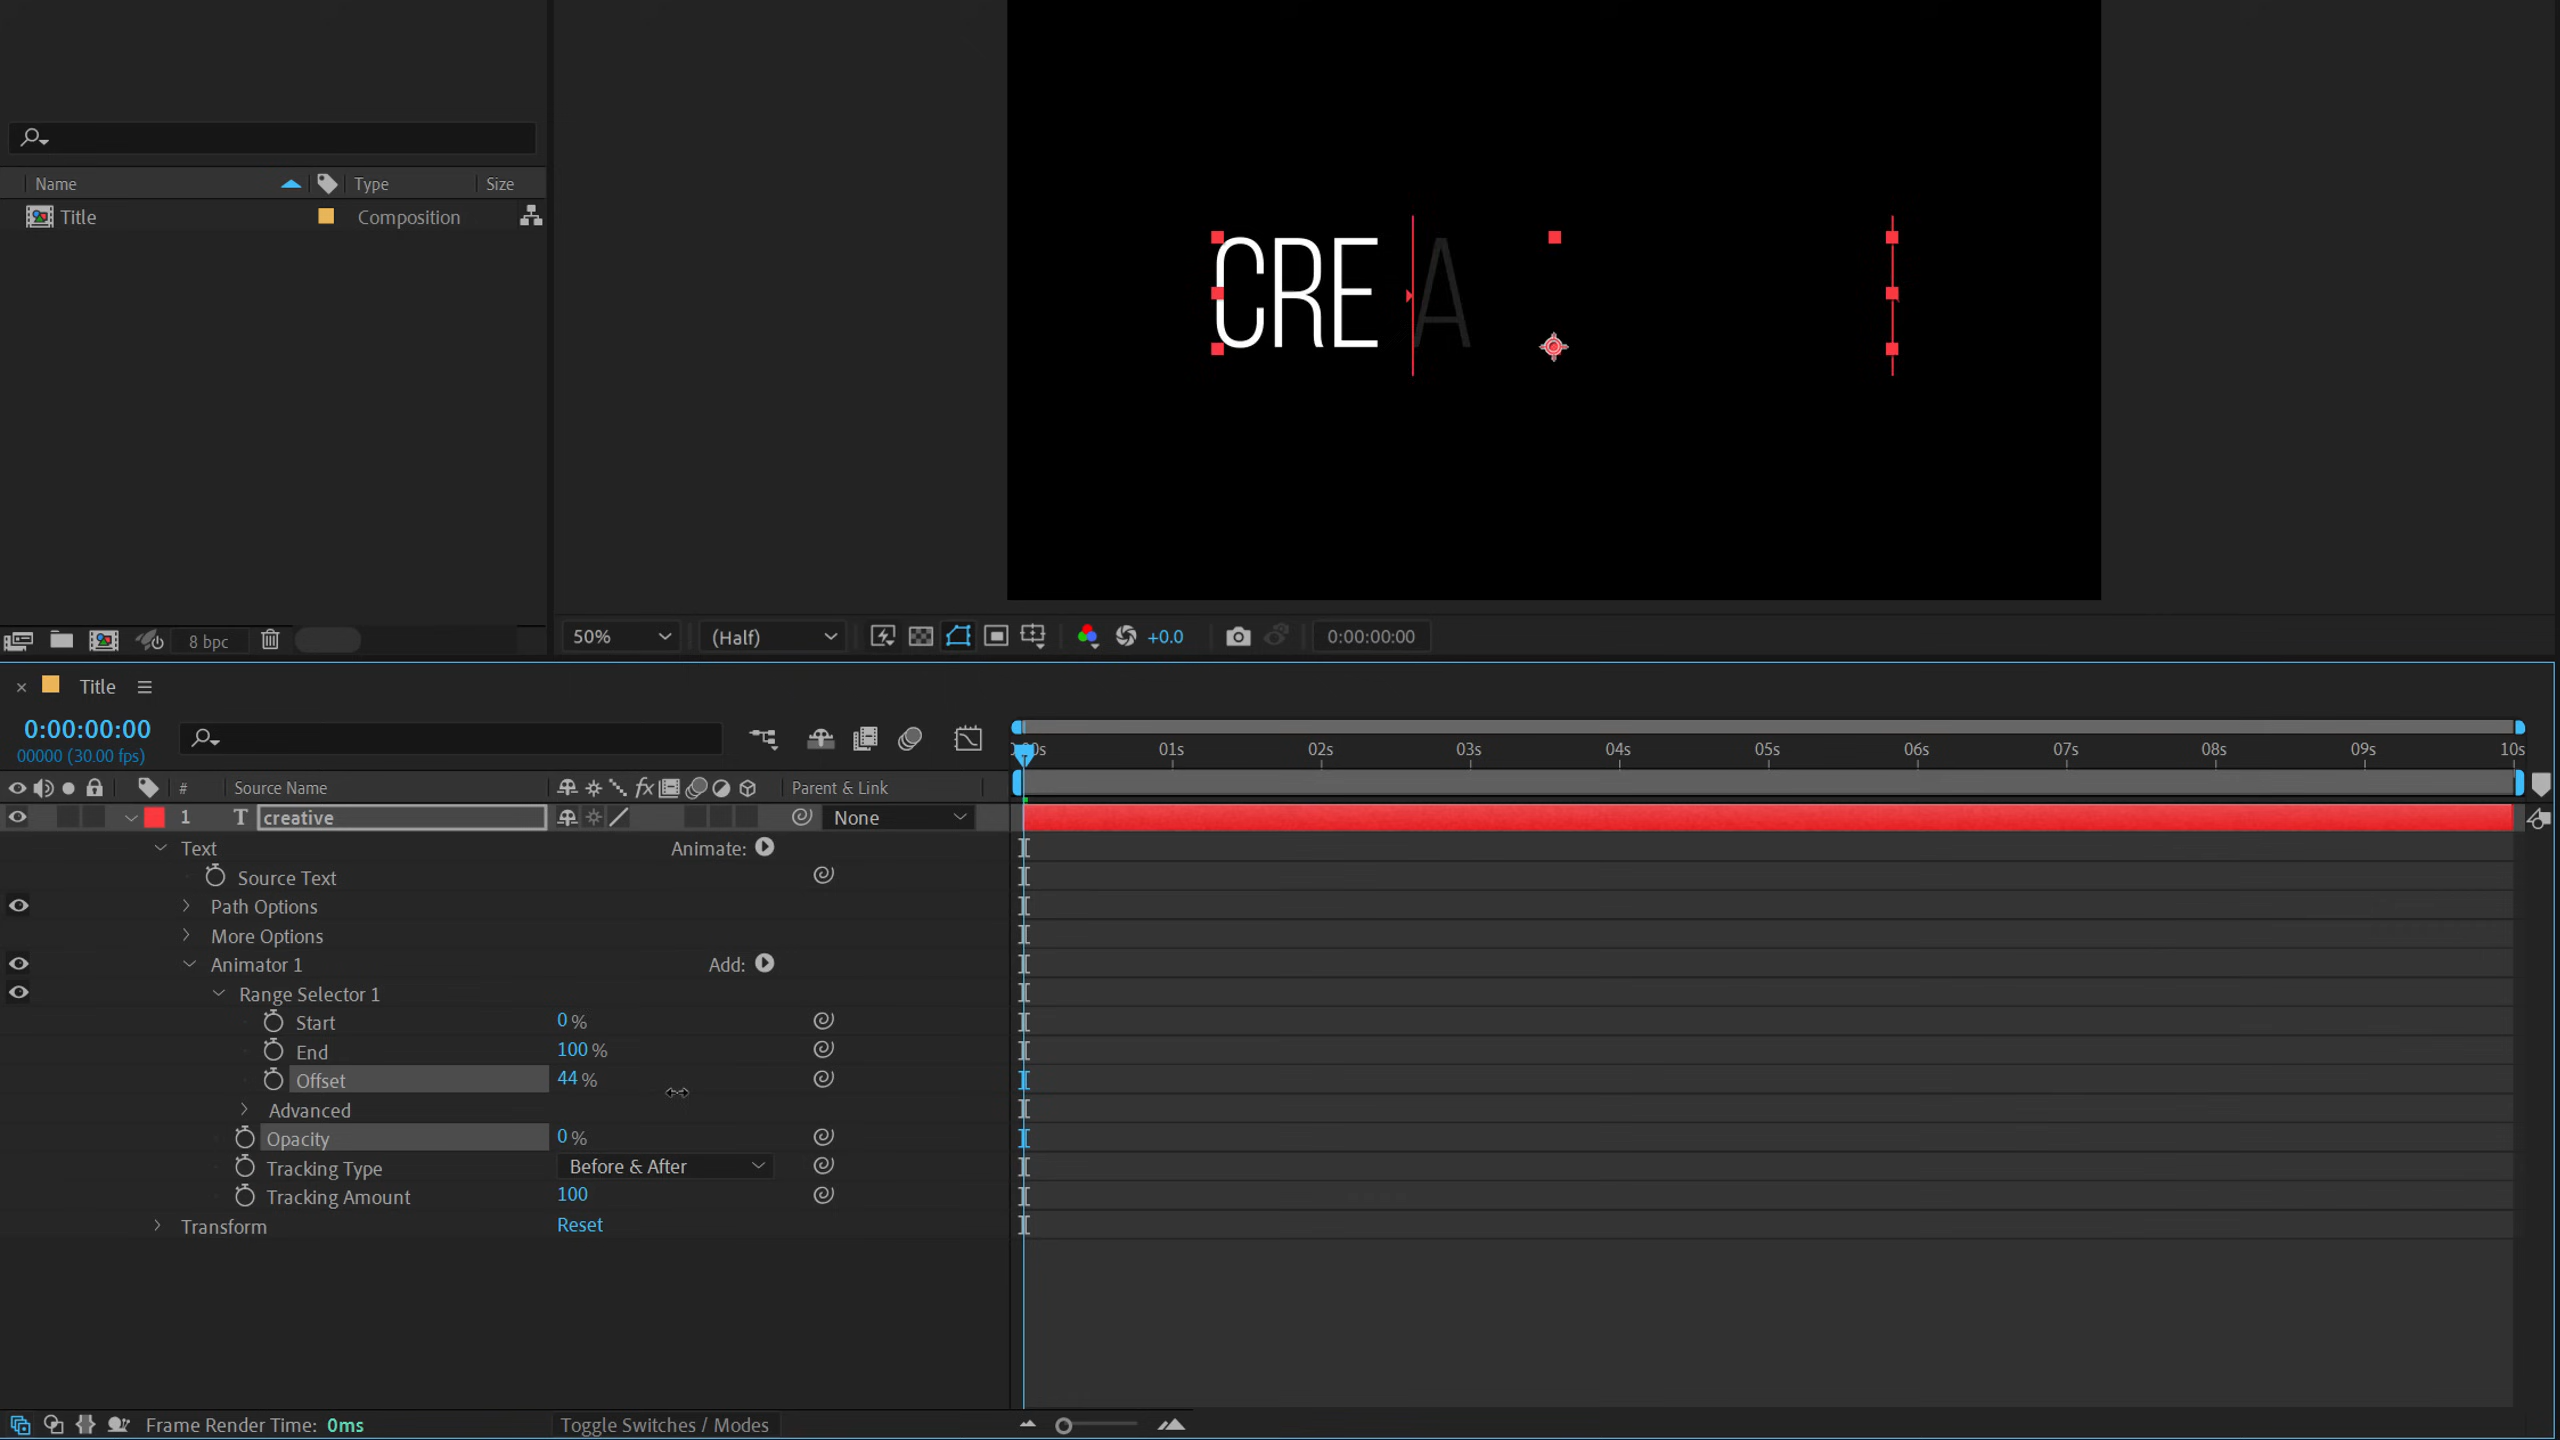 CREA
Name Type Size
Title Composition
8 bpc
50% (Half) +0.0 0:00:00:00
Title
0:00:00:00
00000 (30.00 fps)
01s 02s 03s 04s 05s 06s 07s 08s 09s 10s
# Source Name fx Parent & Link
1 T creative None
Text Animate:
Source Text
Path Options
More Options
Animator 1 Add:
Range Selector 1
Start 0 %
End 100 %
Offset 44 %
Advanced
Opacity 0 %
Tracking Type Before & After
Tracking Amount 100
Transform Reset
Frame Render Time: 0ms Toggle Switches / Modes